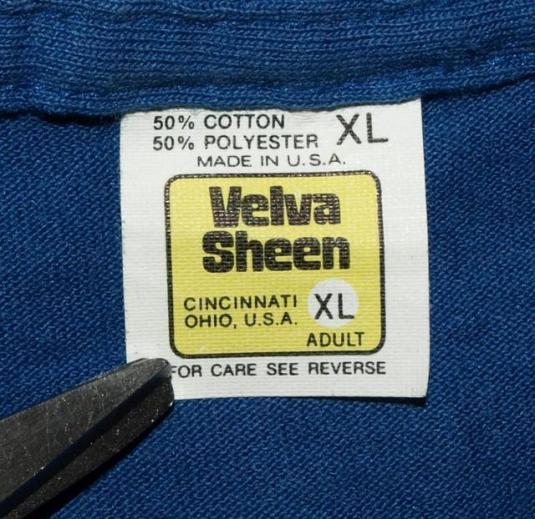 50% COTTON XL
50% POLYESTER
MADE IN U.S.A.
Velva
Sheen
CINCINNATI XL
OHIO, U.S.A.
ADULT
FOR CARE SEE REVERSE